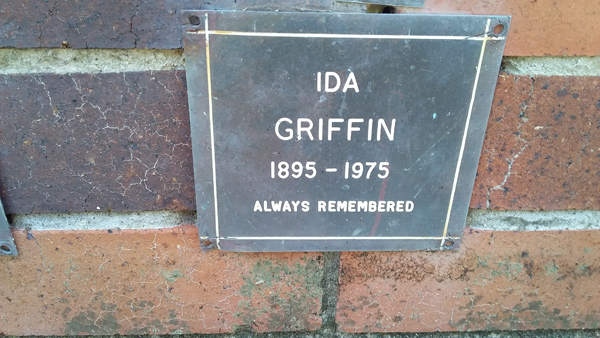 IDA
GRIFFIN
1895 - 1975
ALWAYS REMEMBERED